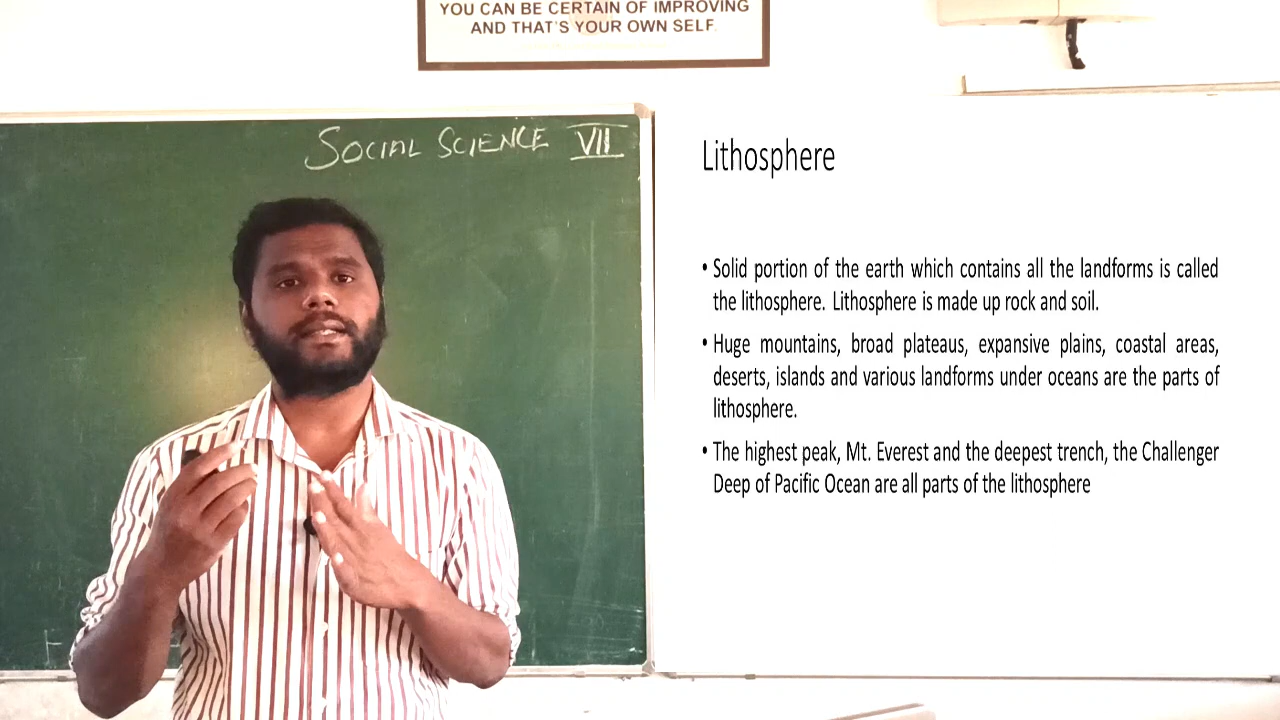 YOU CAN BE CERTAIN OF IMPROVING
AND THAT'S YOUR OWN SELF.
SOCIAL SCIENCE VII
Lithosphere
• Solid portion of the earth which contains all the landforms is called
the lithosphere. Lithosphere is made up rock and soil.
• Huge mountains, broad plateaus, expansive plains, coastal areas,
deserts, islands and various landforms under oceans are the parts of
lithosphere.
• The highest peak, Mt. Everest and the deepest trench, the Challenger
Deep of Pacific Ocean are all parts of the lithosphere